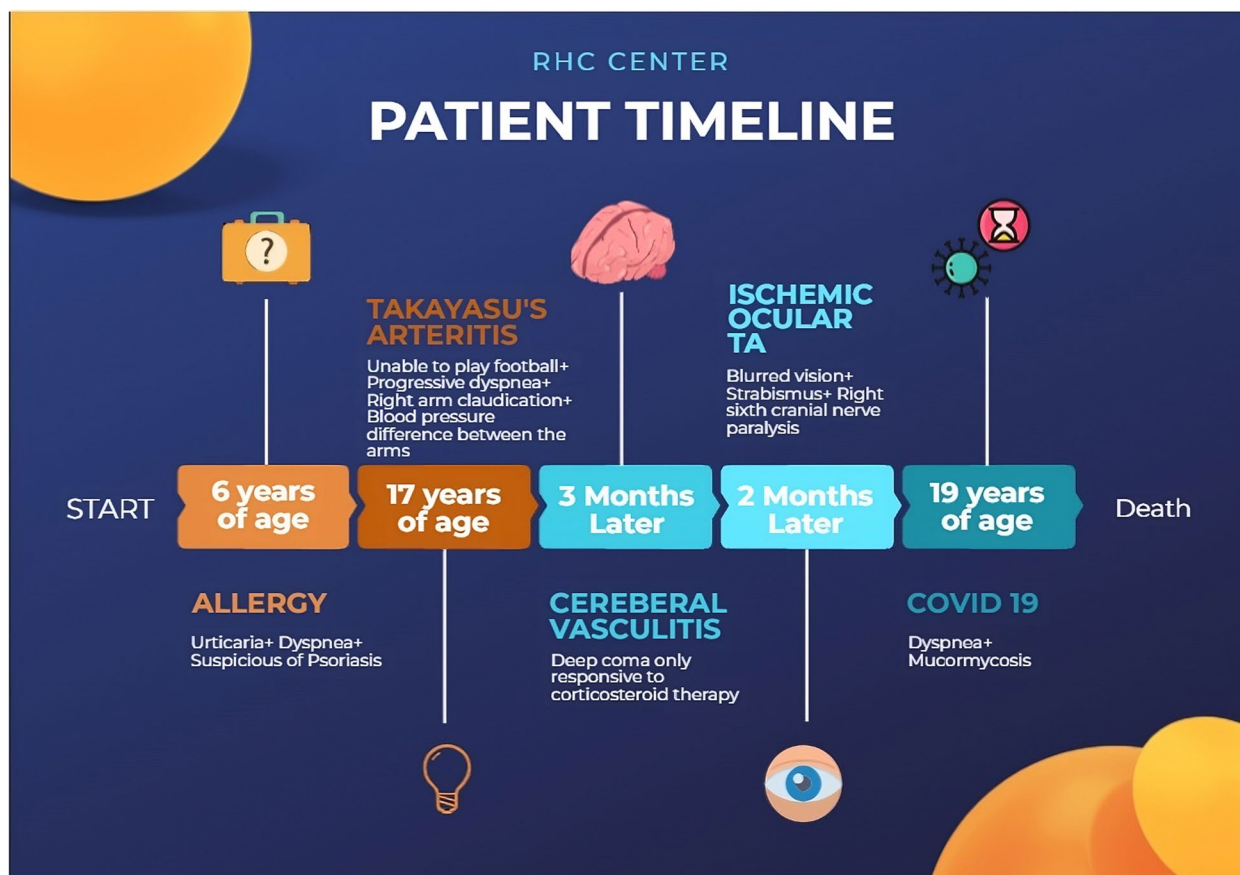 RHC CENTER
PATIENT TIMELINE
?
START
6 years
of age
ALLERGY
Urticaria+ Dyspnea+
Suspicious of Psoriasis
TAKAYASU'S
ARTERITIS
Unable to play football+
Progressive dyspnea+
Right arm claudication+
Blood pressure
difference between the
arms
17 years
of age
3 Months
Later
CEREBERAL
VASCULITIS
Deep coma only
responsive to
corticosteroid therapy
ISCHEMIC
OCULAR
TA
Blurred vision+
Strabismus+ Right
sixth cranial nerve
paralysis
2 Months
Later
19 years
of age
COVID 19
Dyspnea+
Mucormycosis
Death